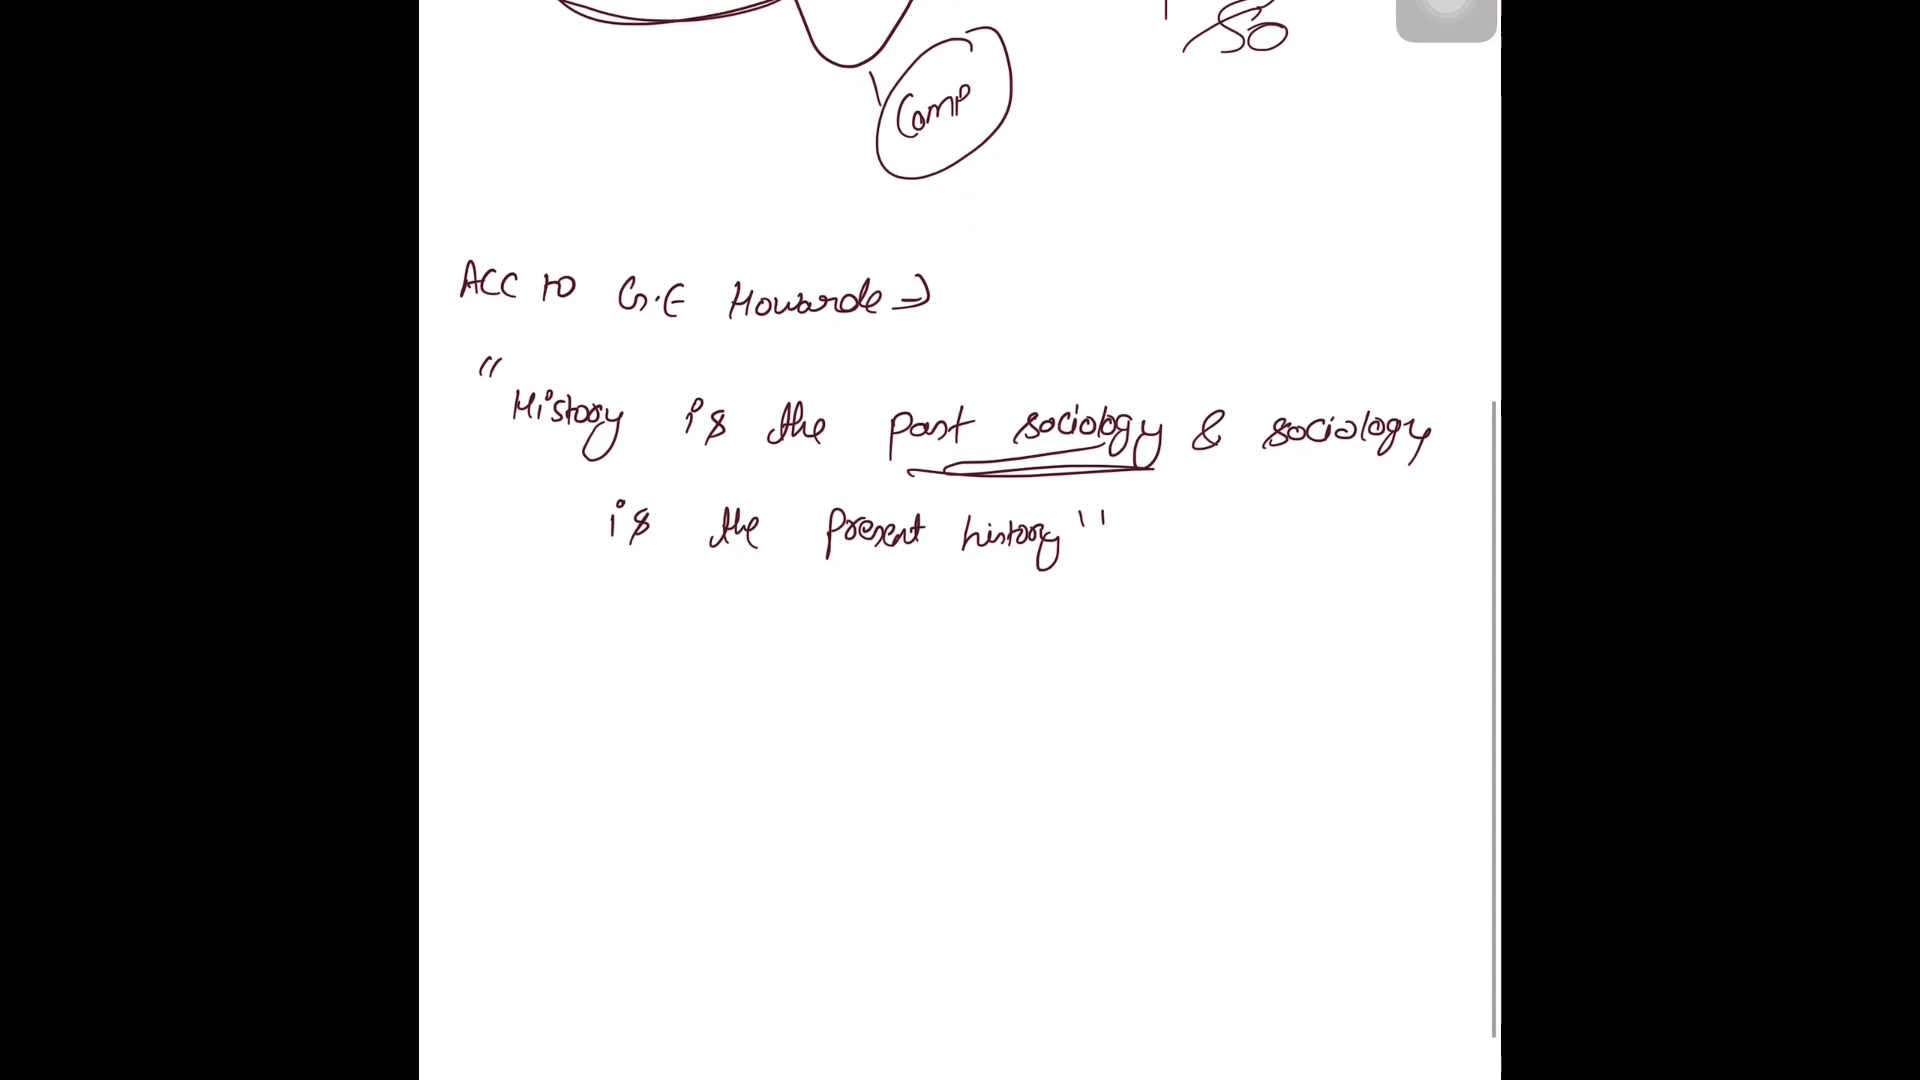 So
Comp
Acc to G.E Howarde →
"History is the past sociology & sociology
is the present history"